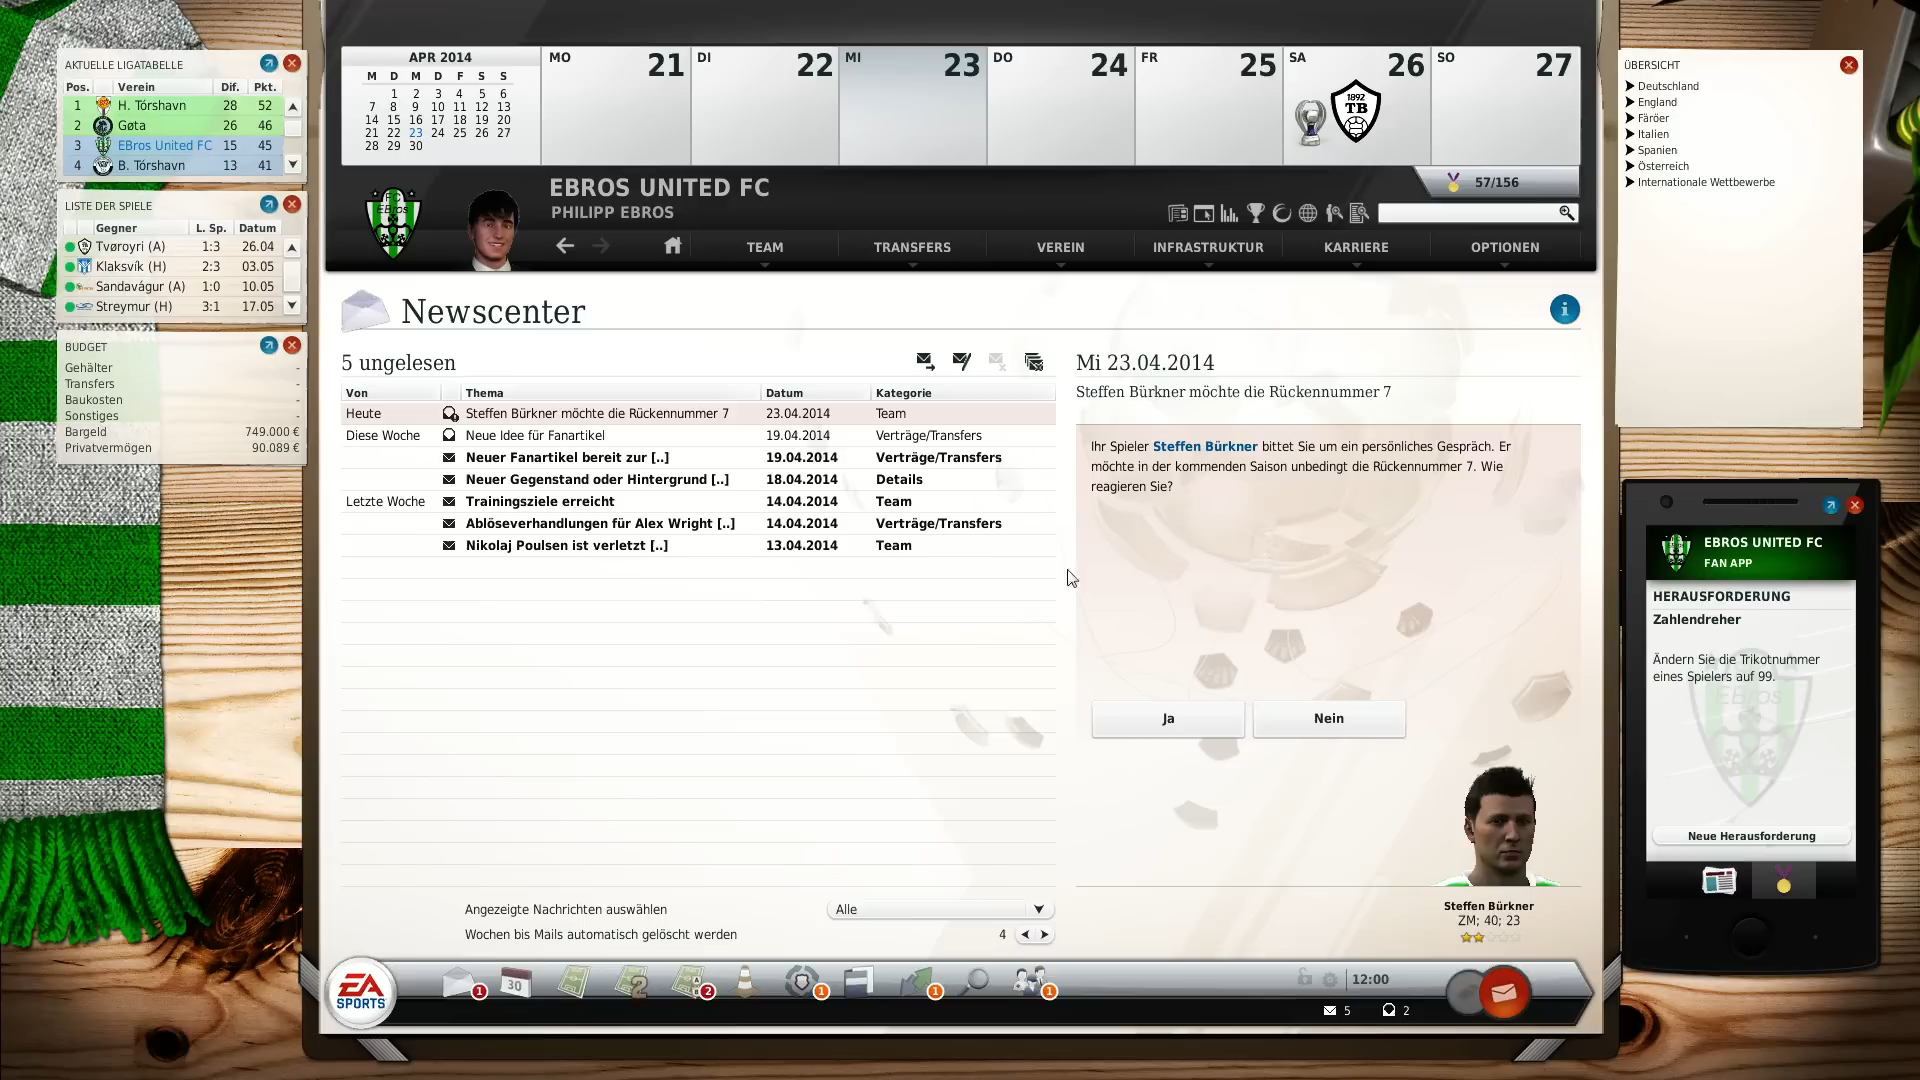 AKTUELLE LIGATABELLE
Pos. Verein Dif. Pkt.
1 H. Tórshavn 28 52
2 Gøta 26 46
3 EBros United FC 15 45
4 B. Tórshavn 13 41
LISTE DER SPIELE
Gegner L. Sp. Datum
Tvøroyri (A) 1:3 26.04
Klaksvík (H) 2:3 03.05
Sandavágur (A) 1:0 10.05
Streymur (H) 3:1 17.05
BUDGET
Gehälter -
Transfers -
Baukosten -
Sonstiges -
Bargeld 749.000 €
Privatvermögen 90.089 €
APR 2014
M D M D F S S
1 2 3 4 5 6
7 8 9 10 11 12 13
14 15 16 17 18 19 20
21 22 23 24 25 26 27
28 29 30
MO 21
DI 22
MI 23
DO 24
FR 25
SA 26
1892
TB
SO 27
FC
EBros
EBROS UNITED FC
PHILIPP EBROS
57/156
TEAM
TRANSFERS
VEREIN
INFRASTRUKTUR
KARRIERE
OPTIONEN
Newscenter
i
5 ungelesen
Von Thema Datum Kategorie
Heute Steffen Bürkner möchte die Rückennummer 7 23.04.2014 Team
Diese Woche Neue Idee für Fanartikel 19.04.2014 Verträge/Transfers
Neuer Fanartikel bereit zur [..] 19.04.2014 Verträge/Transfers
Neuer Gegenstand oder Hintergrund [..] 18.04.2014 Details
Letzte Woche Trainingsziele erreicht 14.04.2014 Team
Ablöseverhandlungen für Alex Wright [..] 14.04.2014 Verträge/Transfers
Nikolaj Poulsen ist verletzt [..] 13.04.2014 Team
Angezeigte Nachrichten auswählen Alle
Wochen bis Mails automatisch gelöscht werden 4
Mi 23.04.2014
Steffen Bürkner möchte die Rückennummer 7
Ihr Spieler Steffen Bürkner bittet Sie um ein persönliches Gespräch. Er
möchte in der kommenden Saison unbedingt die Rückennummer 7. Wie
reagieren Sie?
Ja
Nein
Steffen Bürkner
ZM; 40; 23
EA
SPORTS
1
30
2
2
1
1
1
12:00
5
2
ÜBERSICHT
Deutschland
England
Färöer
Italien
Spanien
Österreich
Internationale Wettbewerbe
EBROS UNITED FC
FAN APP
HERAUSFORDERUNG
Zahlendreher
Ändern Sie die Trikotnummer
eines Spielers auf 99.
EBros
Neue Herausforderung